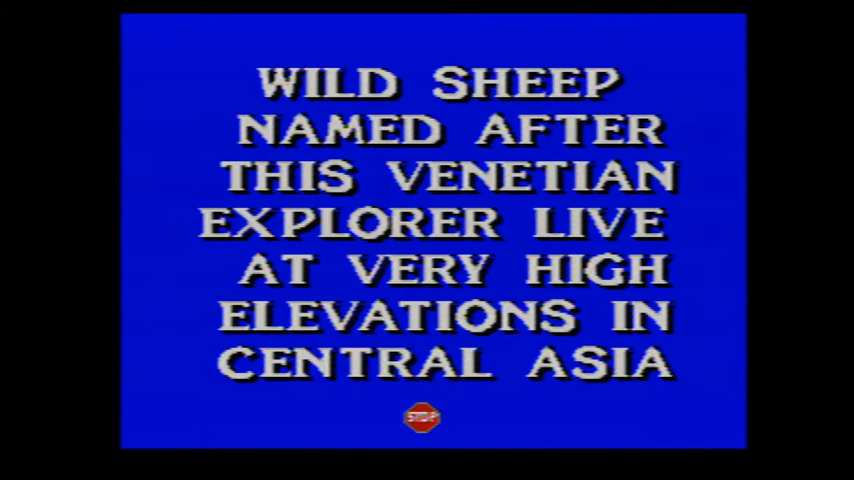 WILD SHEEP
NAMED AFTER
THIS VENETIAN
EXPLORER LIVE
AT VERY HIGH
ELEVATIONS IN
CENTRAL ASIA
STOP